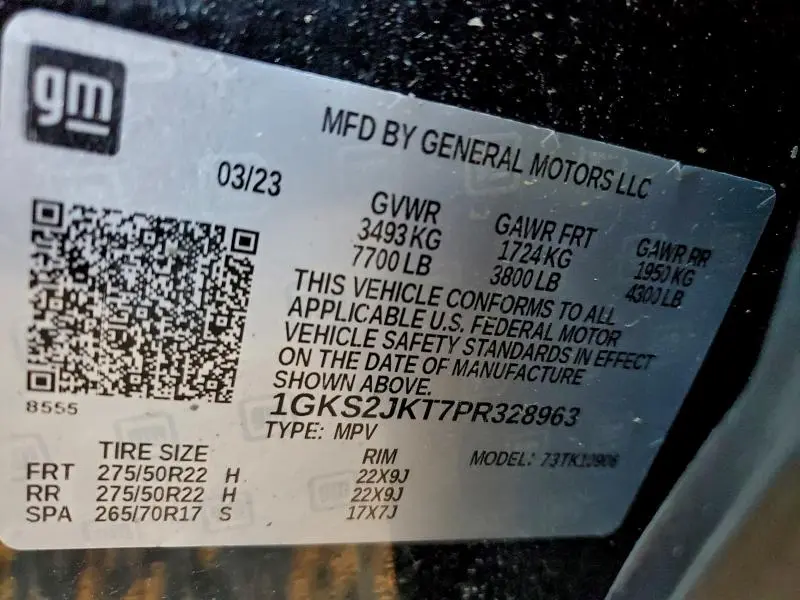 gm
MFD BY GENERAL MOTORS LLC
03/23
GVWR GAWR FRT GAWR RR
3493 KG 1724 KG 1950 KG
7700 LB 3800 LB 4300 LB
THIS VEHICLE CONFORMS TO ALL
APPLICABLE U.S. FEDERAL MOTOR
VEHICLE SAFETY STANDARDS IN EFFECT
ON THE DATE OF MANUFACTURE
SHOWN ABOVE.
8555
1GKS2JKT7PR328963
TYPE: MPV
TIRE SIZE RIM MODEL:
FRT 275/50R22 H 22X9J
RR 275/50R22 H 22X9J
SPA 265/70R17 S 17X7J